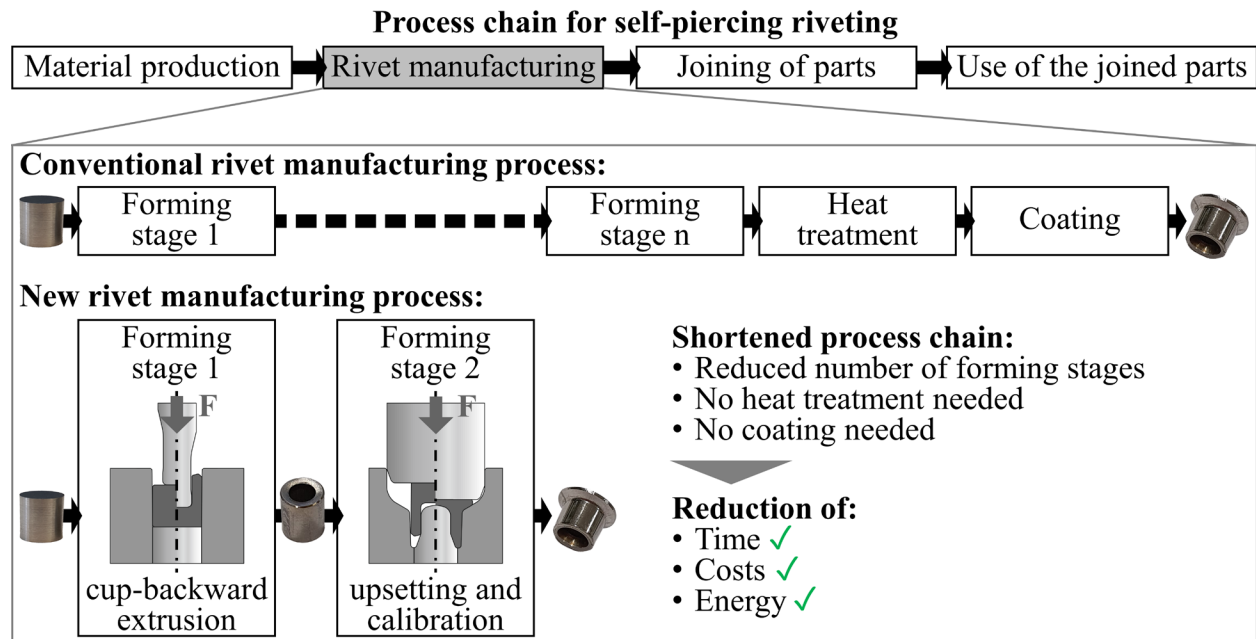 Process chain for self-piercing riveting
Material production
Rivet manufacturing
Joining of parts
Use of the joined parts
Conventional rivet manufacturing process:
Forming
stage 1
Forming
stage n
Heat
treatment
Coating
New rivet manufacturing process:
Forming
stage 1
F
cup-backward
extrusion
Forming
stage 2
F
upsetting and
calibration
Shortened process chain:
• Reduced number of forming stages
• No heat treatment needed
• No coating needed
Reduction of:
• Time ✓
• Costs ✓
• Energy ✓